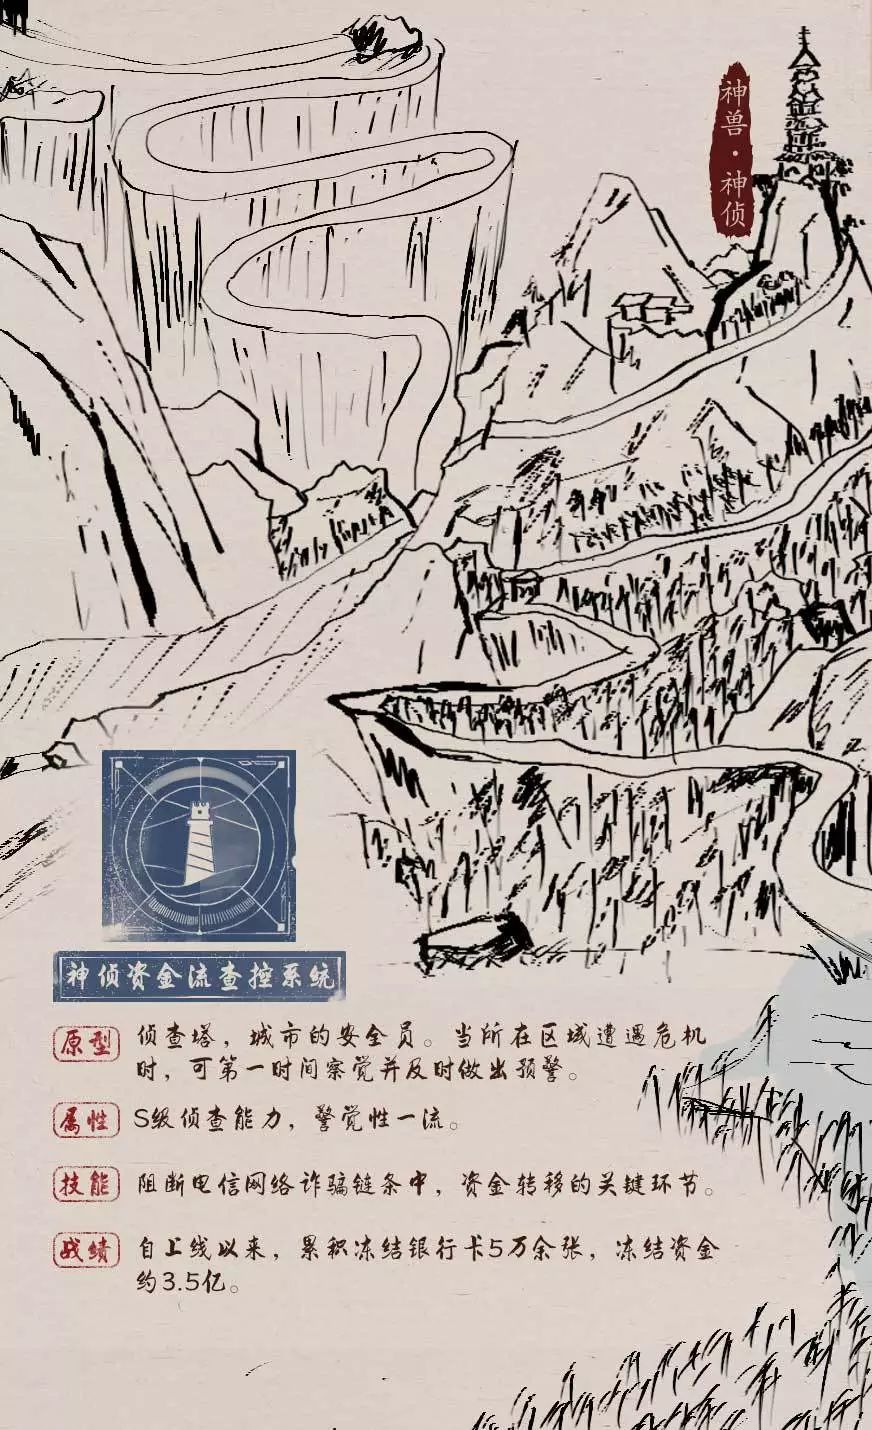 神兽·神侦
神侦资金流查控系统
原型 侦查塔，城市的安全员。当所在区域遭遇危机
时，可第一时间察觉并及时做出预警。
属性 S级侦查能力，警觉性一流。
技能 阻断电信网络诈骗链条中，资金转移的关键环节。
战绩 自上线以来，累积冻结银行卡5万余张，冻结资金
约3.5亿。